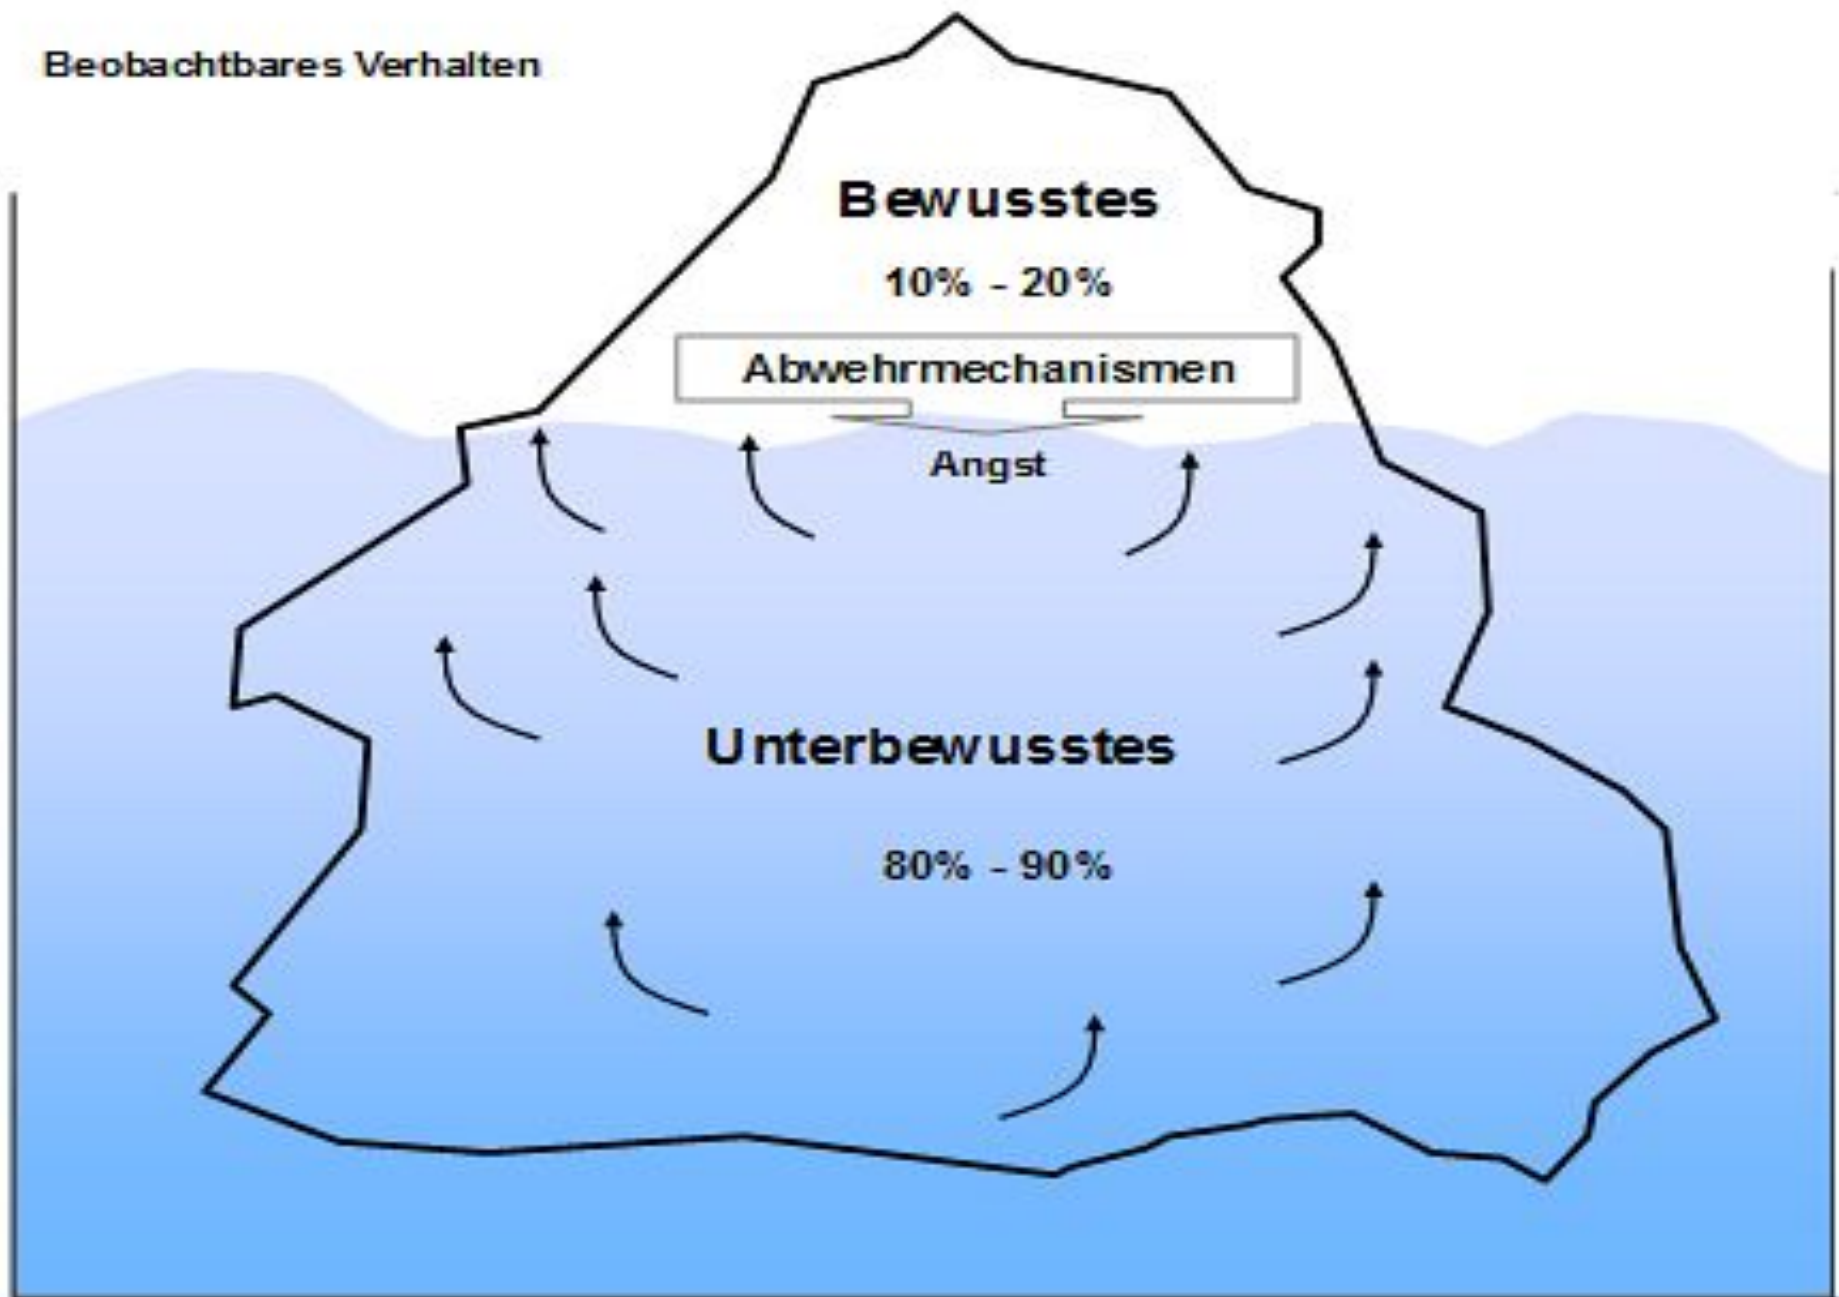 Beobachtbares Verhalten
Bewusstes
10% - 20%
Abwehrmechanismen
Angst
Unterbewusstes
80% - 90%